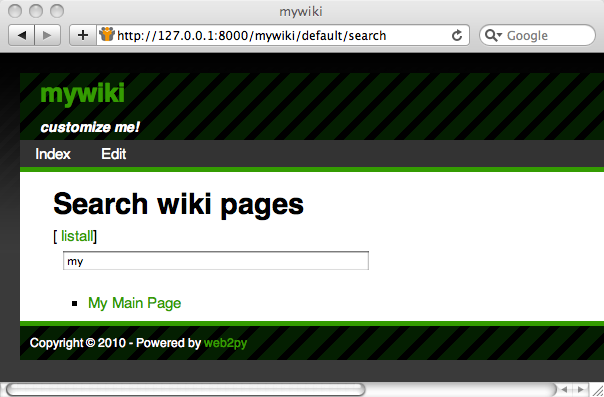 mywiki
http://127.0.0.1:8000/mywiki/default/search
Google
mywiki
customize me!
Index Edit
Search wiki pages
[ listall]
my
My Main Page
Copyright © 2010 - Powered by web2py